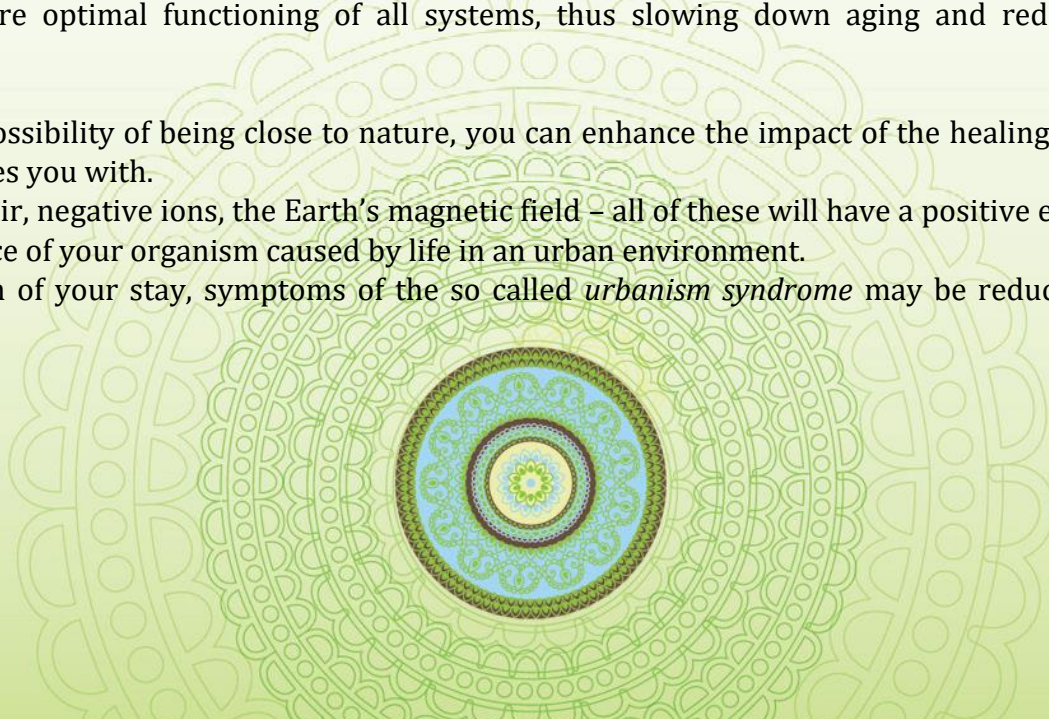 re optimal functioning of all systems, thus slowing down aging and red
ossibility of being close to nature, you can enhance the impact of the healing
es you with.
ir, negative ions, the Earth's magnetic field – all of these will have a positive e
ce of your organism caused by life in an urban environment.
n of your stay, symptoms of the so called urbanism syndrome may be reduc